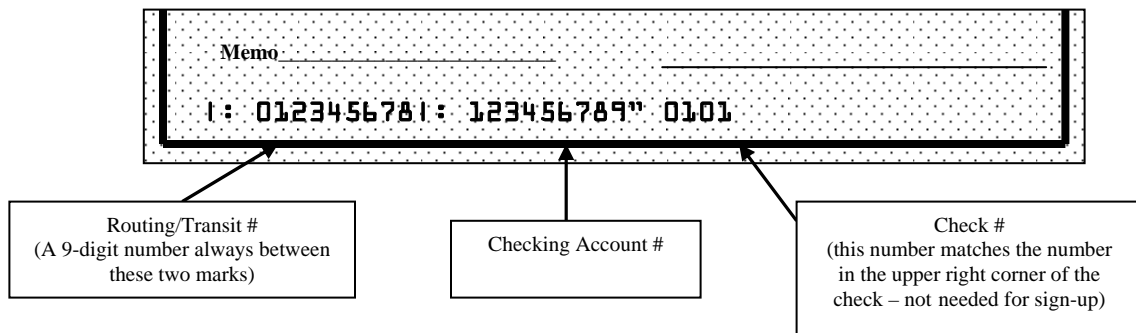 Memo
|: 012345678|: 123456789" 0101
Routing/Transit #
(A 9-digit number always between
these two marks)
Checking Account #
Check #
(this number matches the number
in the upper right corner of the
check – not needed for sign-up)